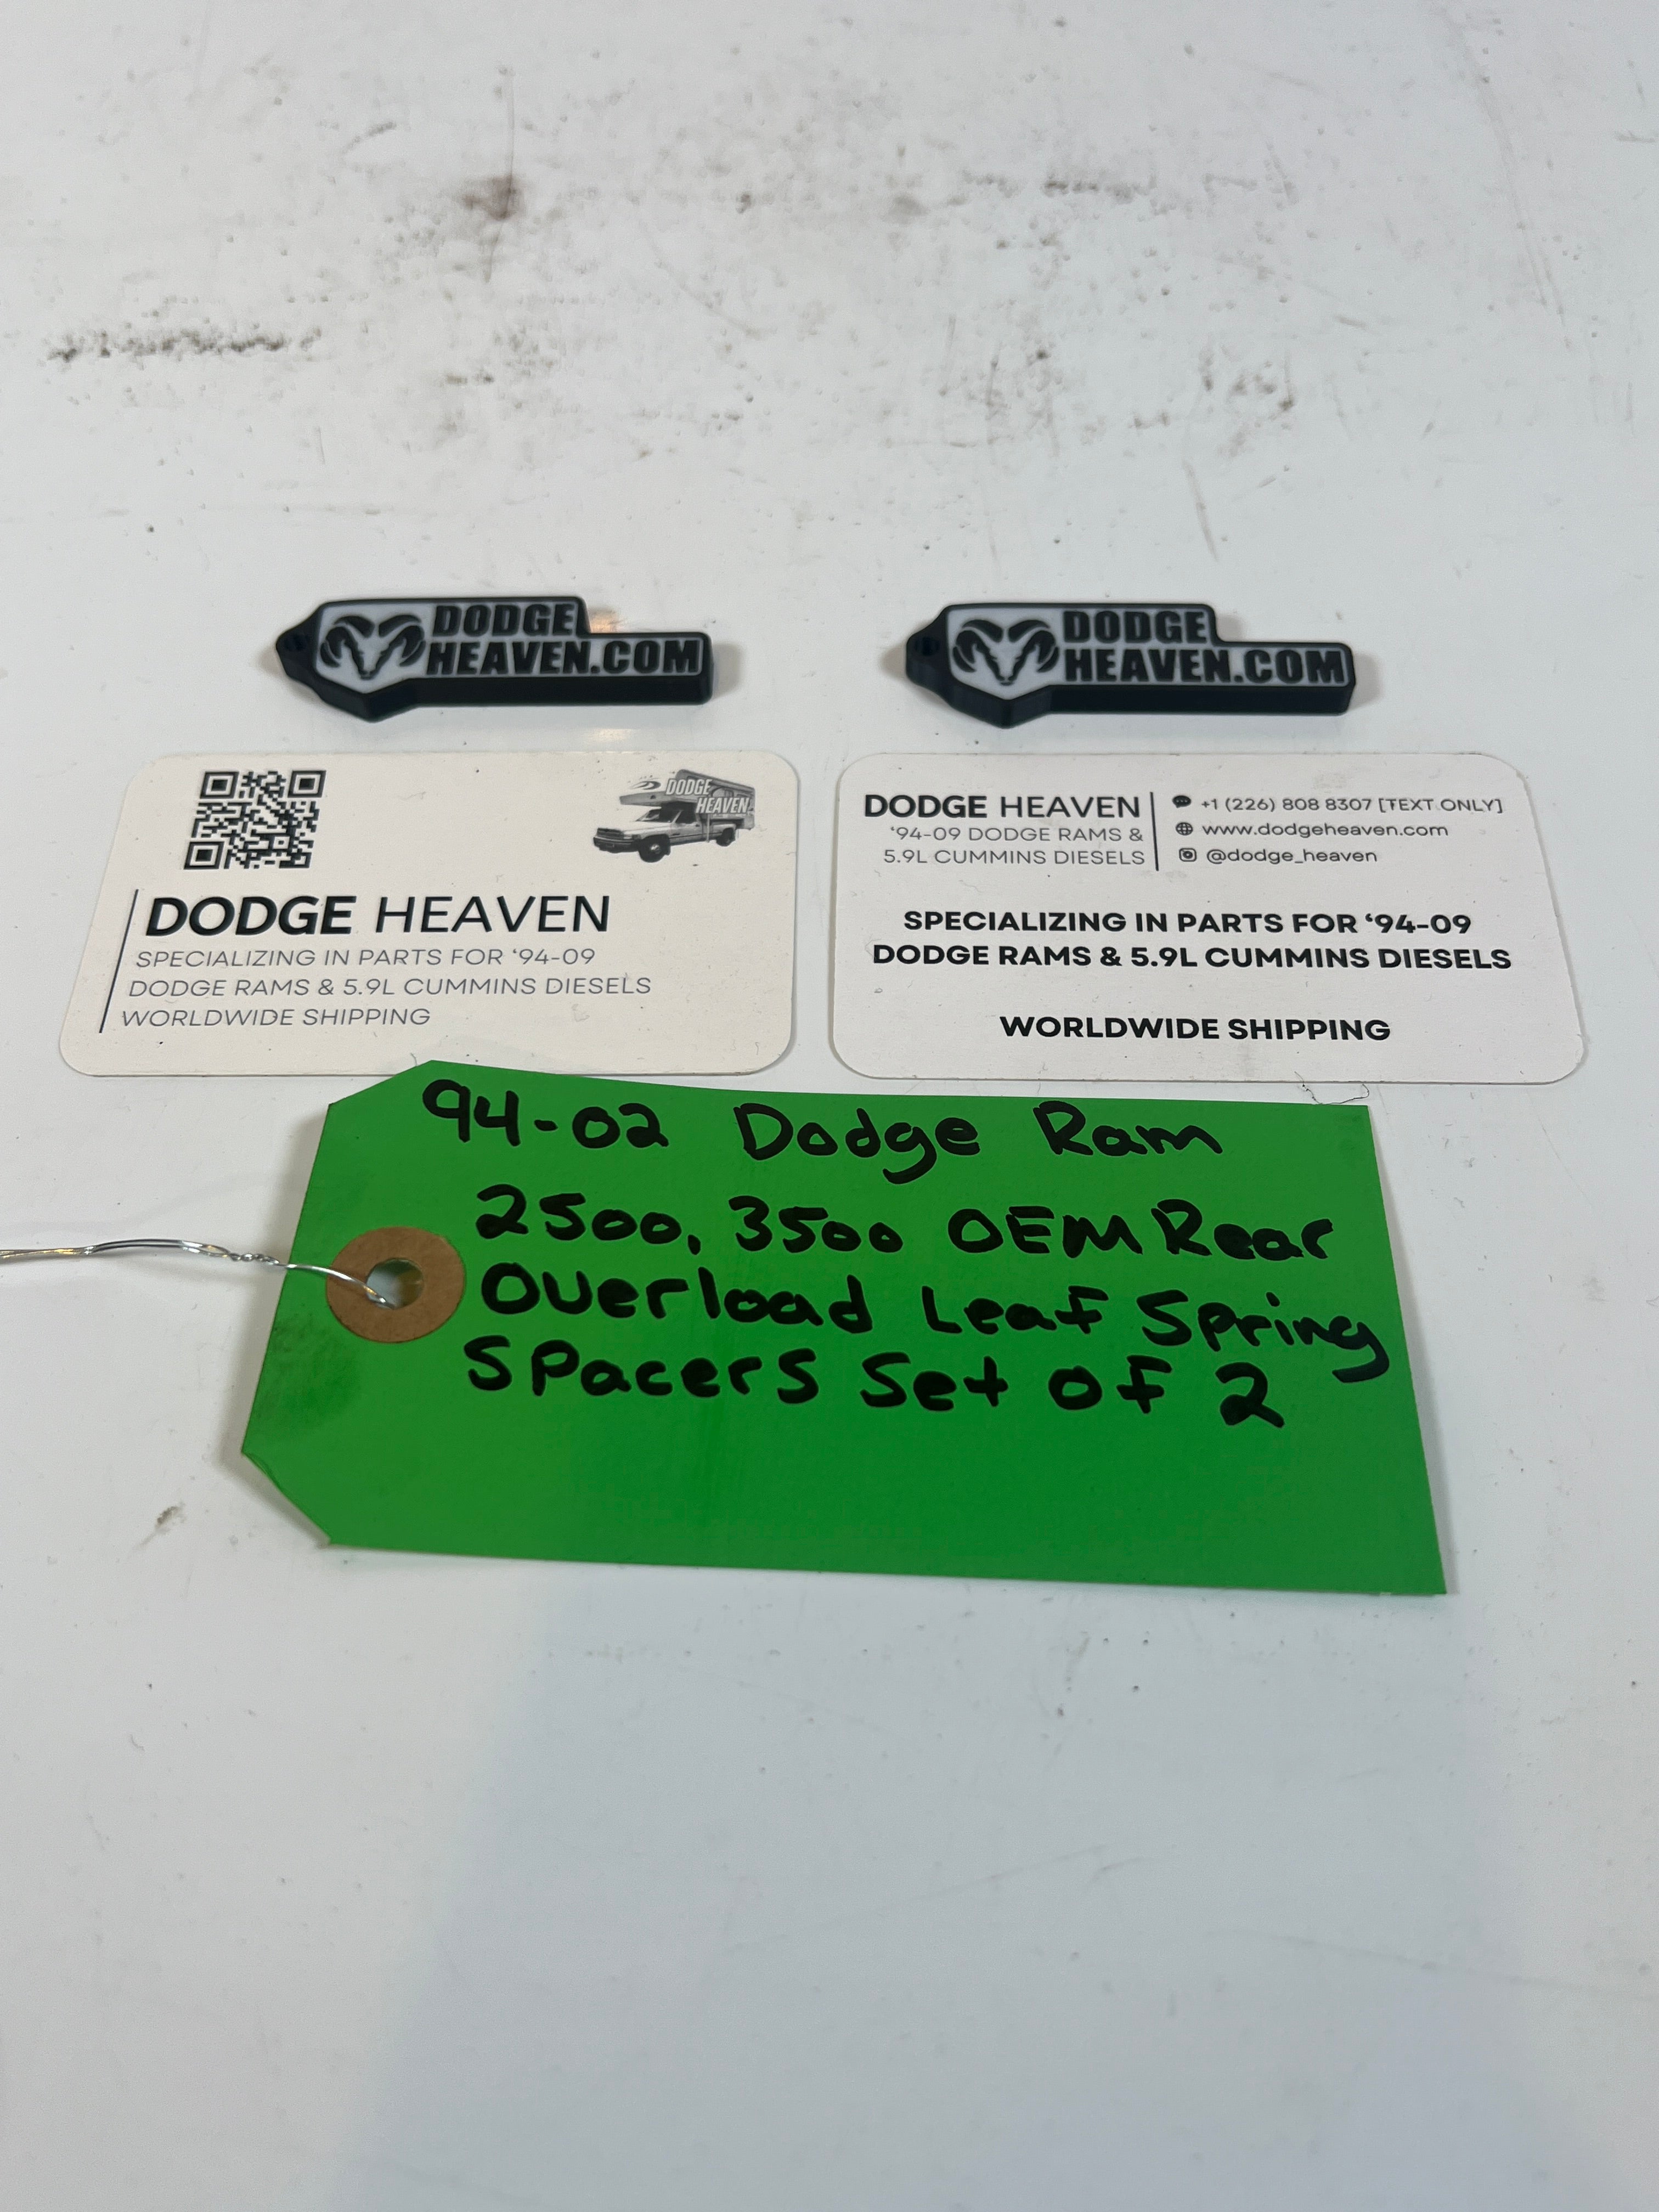 DODGE
HEAVEN.COM
DODGE
HEAVEN.COM
DODGE
HEAVEN
DODGE HEAVEN
SPECIALIZING IN PARTS FOR ‘94-09
DODGE RAMS & 5.9L CUMMINS DIESELS
WORLDWIDE SHIPPING
DODGE HEAVEN
‘94-09 DODGE RAMS &
5.9L CUMMINS DIESELS
+1 (226) 808 8307 [TEXT ONLY]
www.dodgeheaven.com
@dodge_heaven
SPECIALIZING IN PARTS FOR ‘94-09
DODGE RAMS & 5.9L CUMMINS DIESELS
WORLDWIDE SHIPPING
94-02 Dodge Ram
2500, 3500 OEM Rear
Overload Leaf Spring
Spacers Set of 2